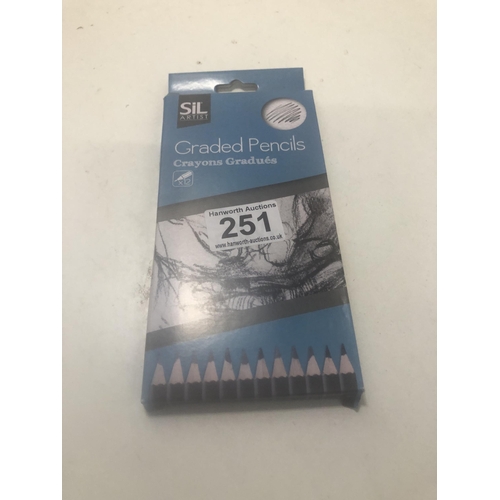 SiL
ARTIST
Graded Pencils
Crayons Gradués
Hanworth Auctions
251
www.hanworth-auctions.co.uk